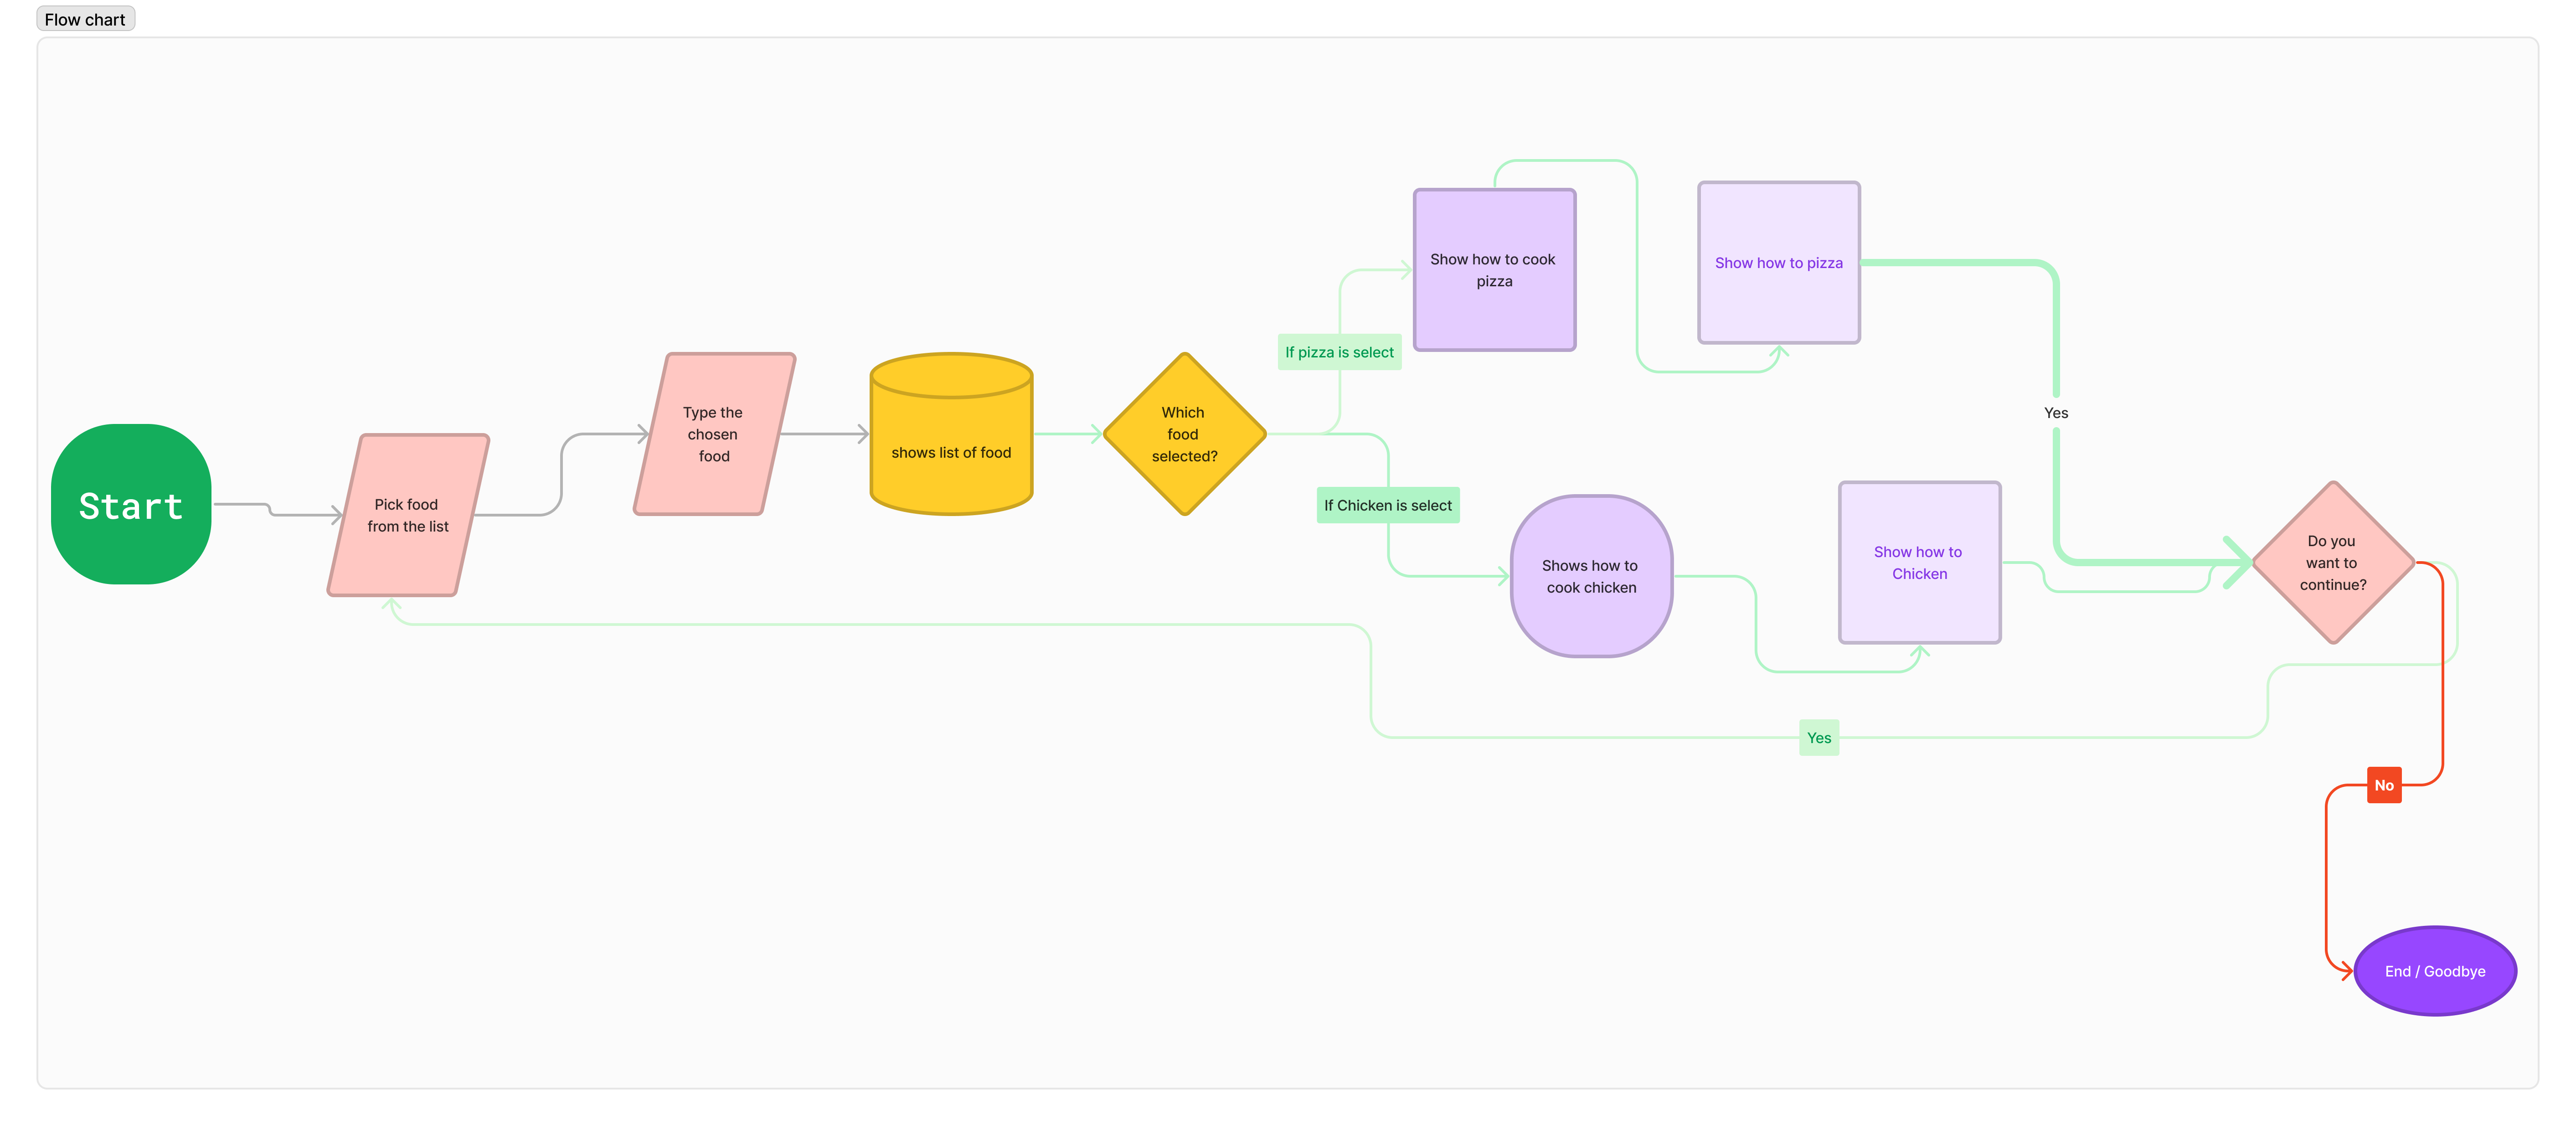 Flow chart
Start
Pick food
from the list
Type the
chosen
food
shows list of food
Which
food
selected?
If pizza is select
Show how to cook
pizza
Show how to pizza
Yes
If Chicken is select
Shows how to
cook chicken
Show how to
Chicken
Do you
want to
continue?
Yes
No
End / Goodbye